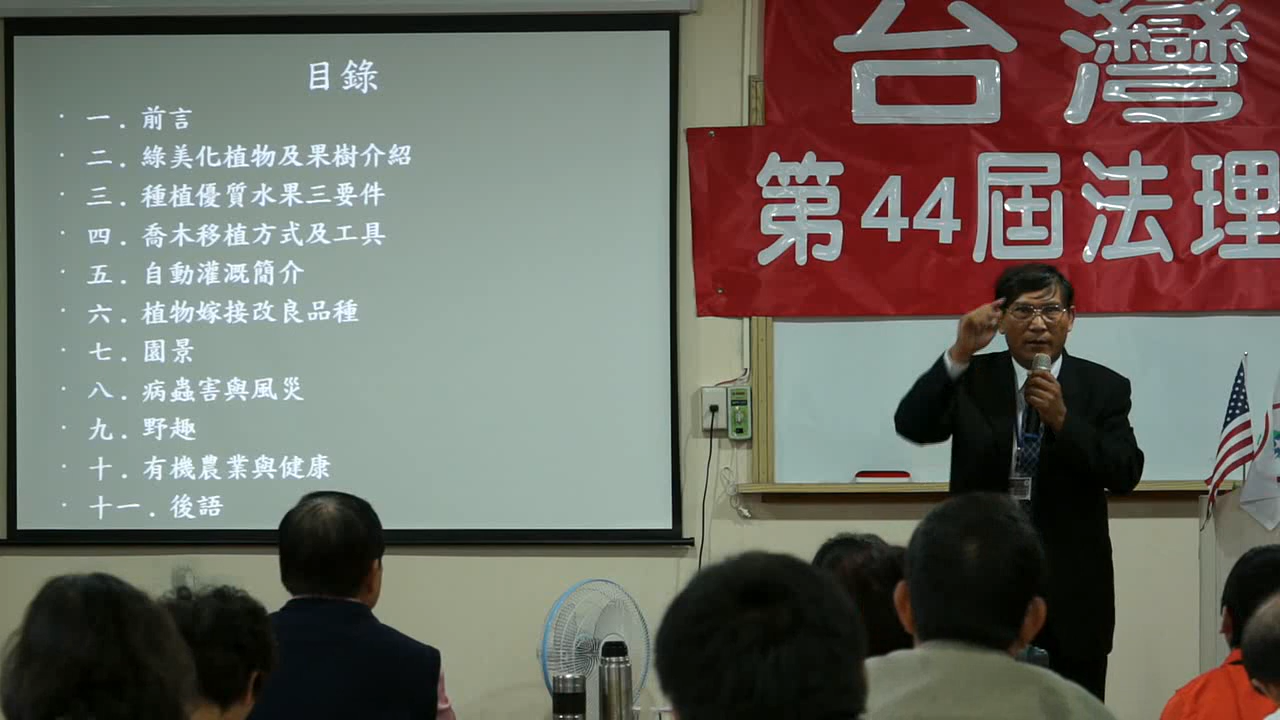 目錄
一. 前言
二. 綠美化植物及果樹介紹
三. 種植優質水果三要件
四. 喬木移植方式及工具
五. 自動灌溉簡介
六. 植物嫁接改良品種
七. 園景
八. 病蟲害與風災
九. 野趣
十. 有機農業與健康
十一. 後語
台灣
第44屆法理